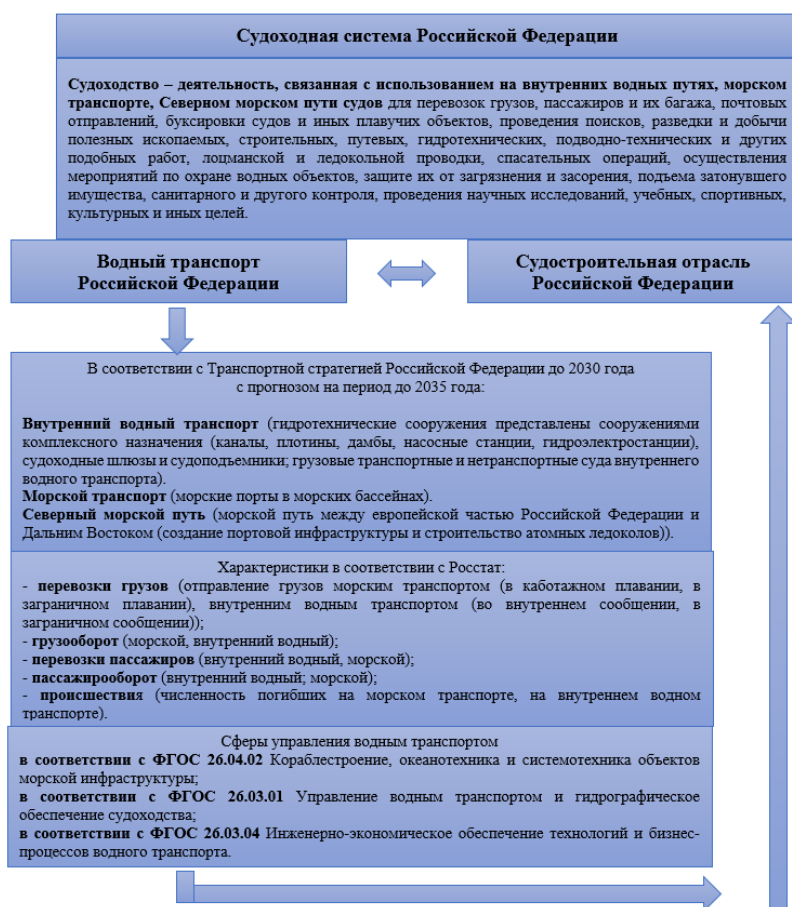 Судоходная система Российской Федерации
Судоходство – деятельность, связанная с использованием на внутренних водных путях, морском
транспорте, Северном морском пути судов для перевозок грузов, пассажиров и их багажа, почтовых
отправлений, буксировки судов и иных плавучих объектов, проведения поисков, разведки и добычи
полезных ископаемых, строительных, путевых, гидротехнических, подводно-технических и других
подобных работ, лоцманской и ледокольной проводки, спасательных операций, осуществления
мероприятий по охране водных объектов, защите их от загрязнения и засорения, подъема затонувшего
имущества, санитарного и другого контроля, проведения научных исследований, учебных, спортивных,
культурных и иных целей.
Водный транспорт
Российской Федерации
Судостроительная отрасль
Российской Федерации
В соответствии с Транспортной стратегией Российской Федерации до 2030 года
с прогнозом на период до 2035 года:
Внутренний водный транспорт (гидротехнические сооружения представлены сооружениями
комплексного назначения (каналы, плотины, дамбы, насосные станции, гидроэлектростанции),
судоходные шлюзы и судоподъемники; грузовые транспортные и нетранспортные суда внутреннего
водного транспорта).
Морской транспорт (морские порты в морских бассейнах).
Северный морской путь (морской путь между европейской частью Российской Федерации и
Дальним Востоком (создание портовой инфраструктуры и строительство атомных ледоколов)).
Характеристики в соответствии с Росстат:
- перевозки грузов (отправление грузов морским транспортом (в каботажном плавании, в
заграничном плавании), внутренним водным транспортом (во внутреннем сообщении, в
заграничном сообщении));
- грузооборот (морской, внутренний водный);
- перевозки пассажиров (внутренний водный, морской);
- пассажирооборот (внутренний водный; морской);
- происшествия (численность погибших на морском транспорте, на внутреннем водном
транспорте).
Сферы управления водным транспортом
в соответствии с ФГОС 26.04.02 Кораблестроение, океанотехника и системотехника объектов
морской инфраструктуры;
в соответствии с ФГОС 26.03.01 Управление водным транспортом и гидрографическое
обеспечение судоходства;
в соответствии с ФГОС 26.03.04 Инженерно-экономическое обеспечение технологий и бизнес-
процессов водного транспорта.